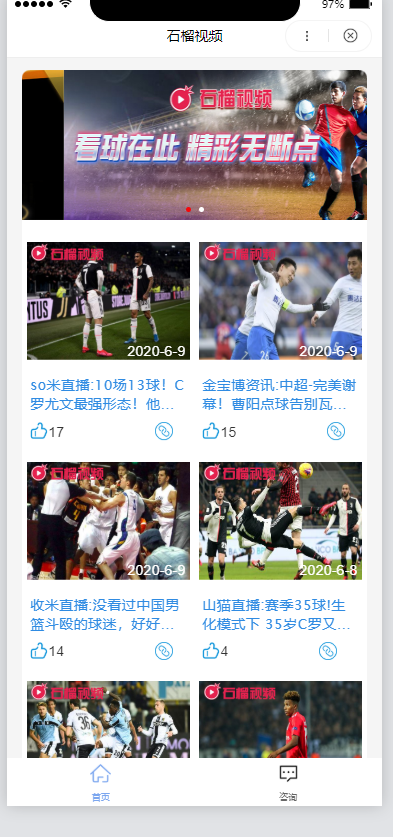 97%
石榴视频
石榴视频
看球在此 精彩无断点
石榴视频
石榴视频
2020-6-9
2020-6-9
so米直播:10场13球！C
罗尤文最强形态！他…
金宝博资讯:中超-完美谢
幕！曹阳点球告别瓦…
17
15
石榴视频
石榴视频
2020-6-9
2020-6-8
收米直播:没看过中国男
篮斗殴的球迷，好好…
山猫直播:赛季35球!生
化模式下 35岁C罗又…
14
4
石榴视频
石榴视频
首页
咨询